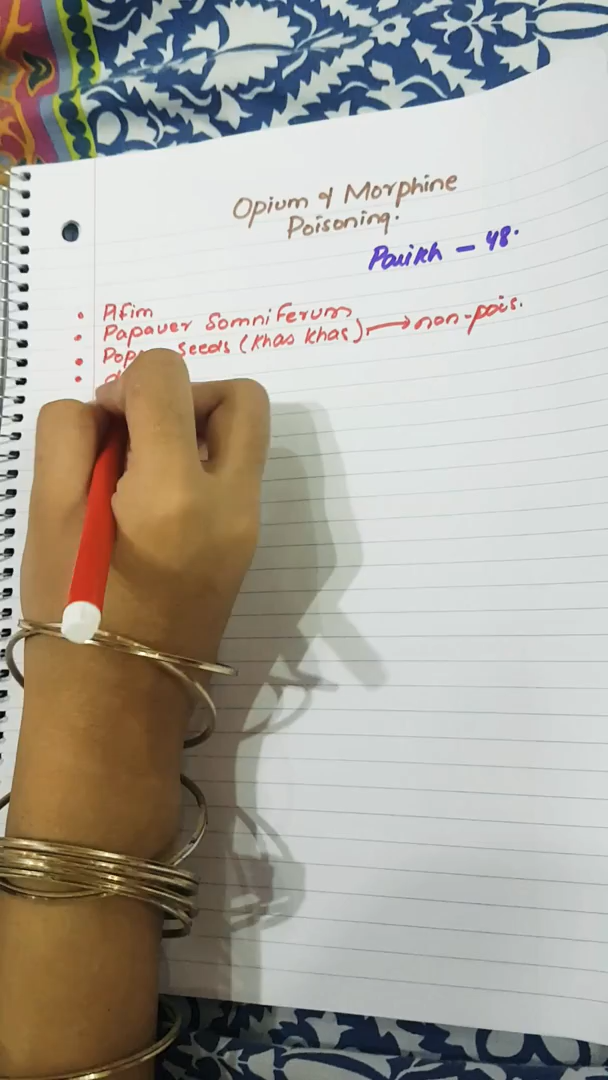 Opium & Morphine
Poisoning.
Parikh - 48.
• Afim
• Papaver Somniferum
• Seeds (Khas Khas) → non-pois.
•